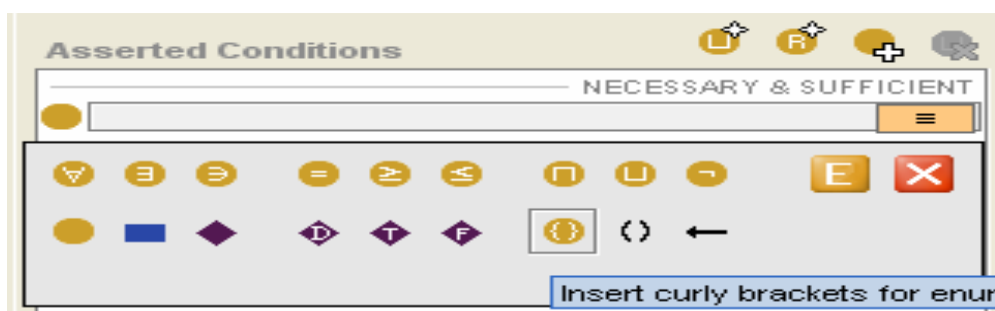 Asserted Conditions U R
NECESSARY & SUFFICIENT
≡
∀ ∃ ∋ = ≥ ≤ ⊓ ⊔ ¬ E X
D T F {} ()
Insert curly brackets for enur